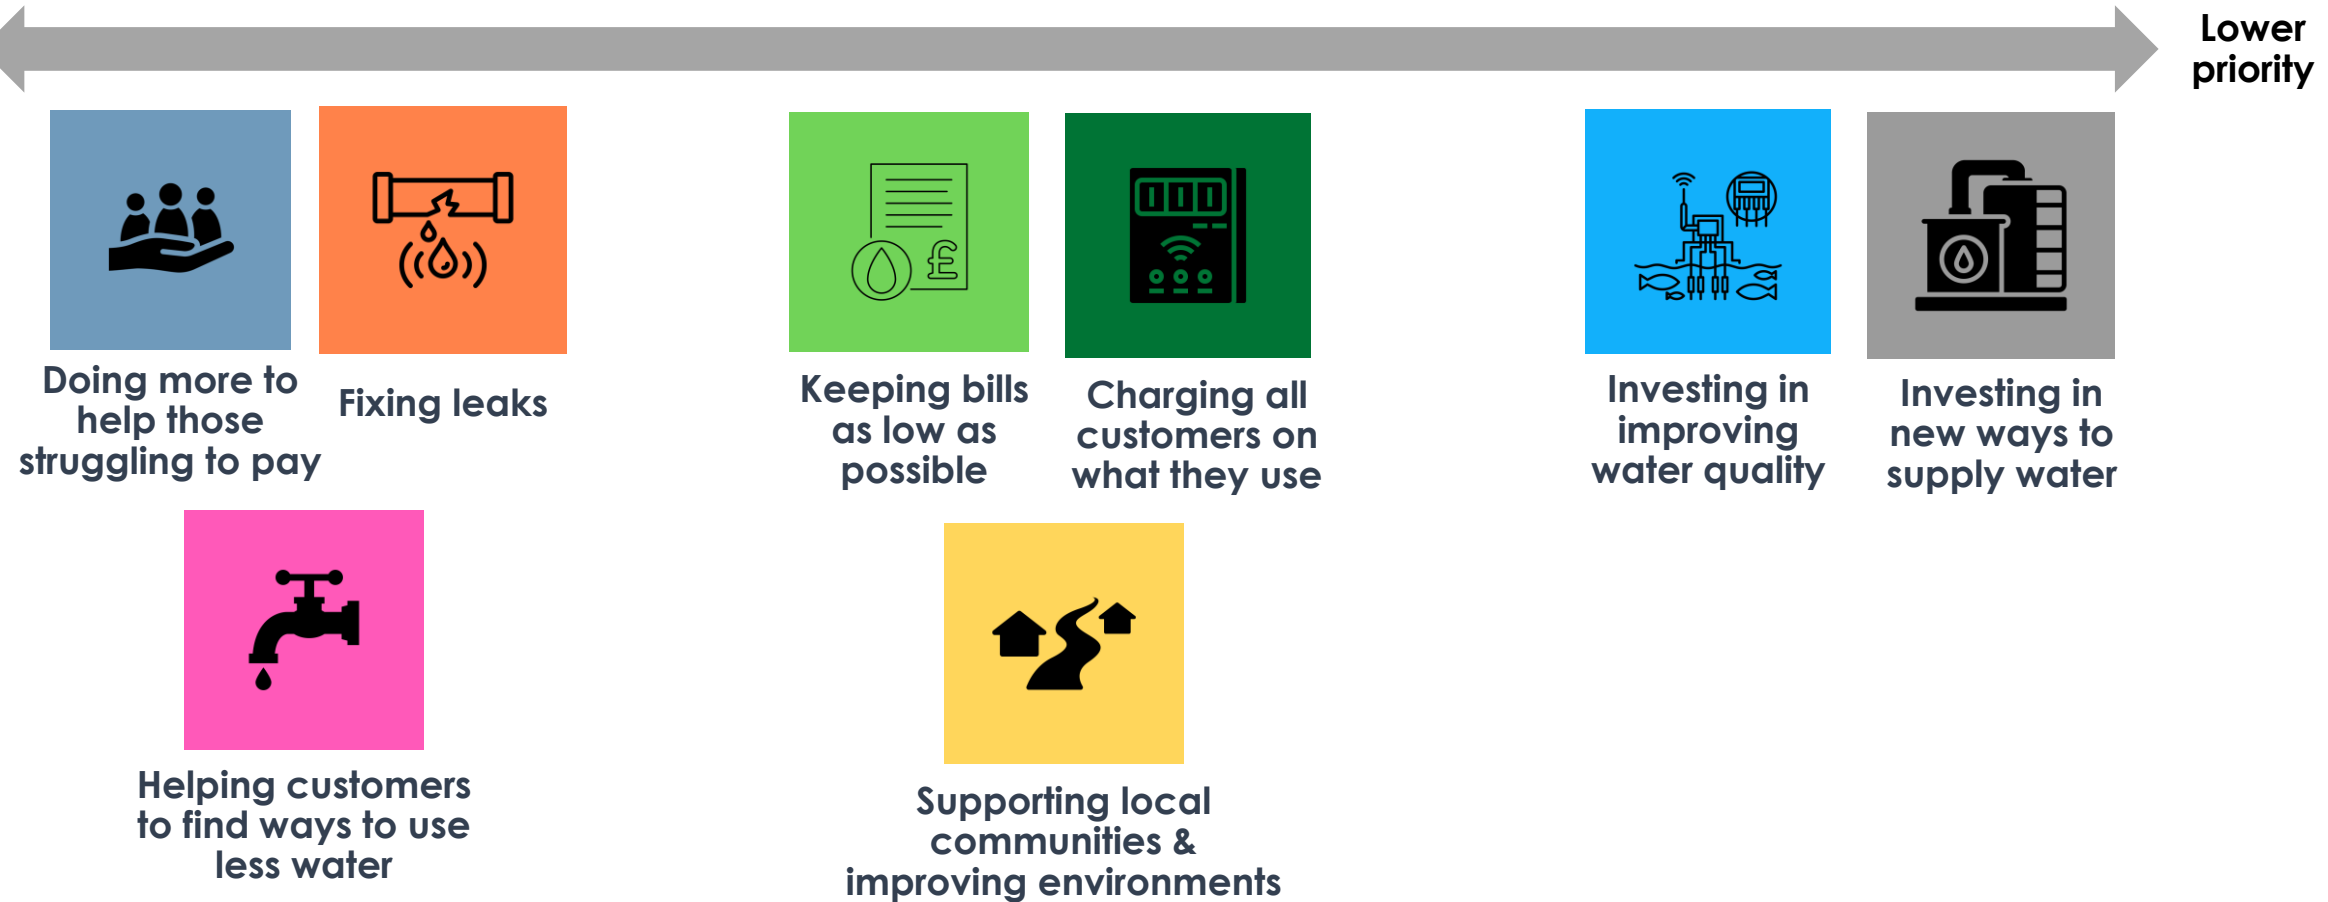 Lower
priority
Doing more to
help those
struggling to pay
Fixing leaks
Keeping bills
as low as
possible
Charging all
customers on
what they use
Investing in
improving
water quality
Investing in
new ways to
supply water
£
Helping customers
to find ways to use
less water
Supporting local
communities &
improving environments